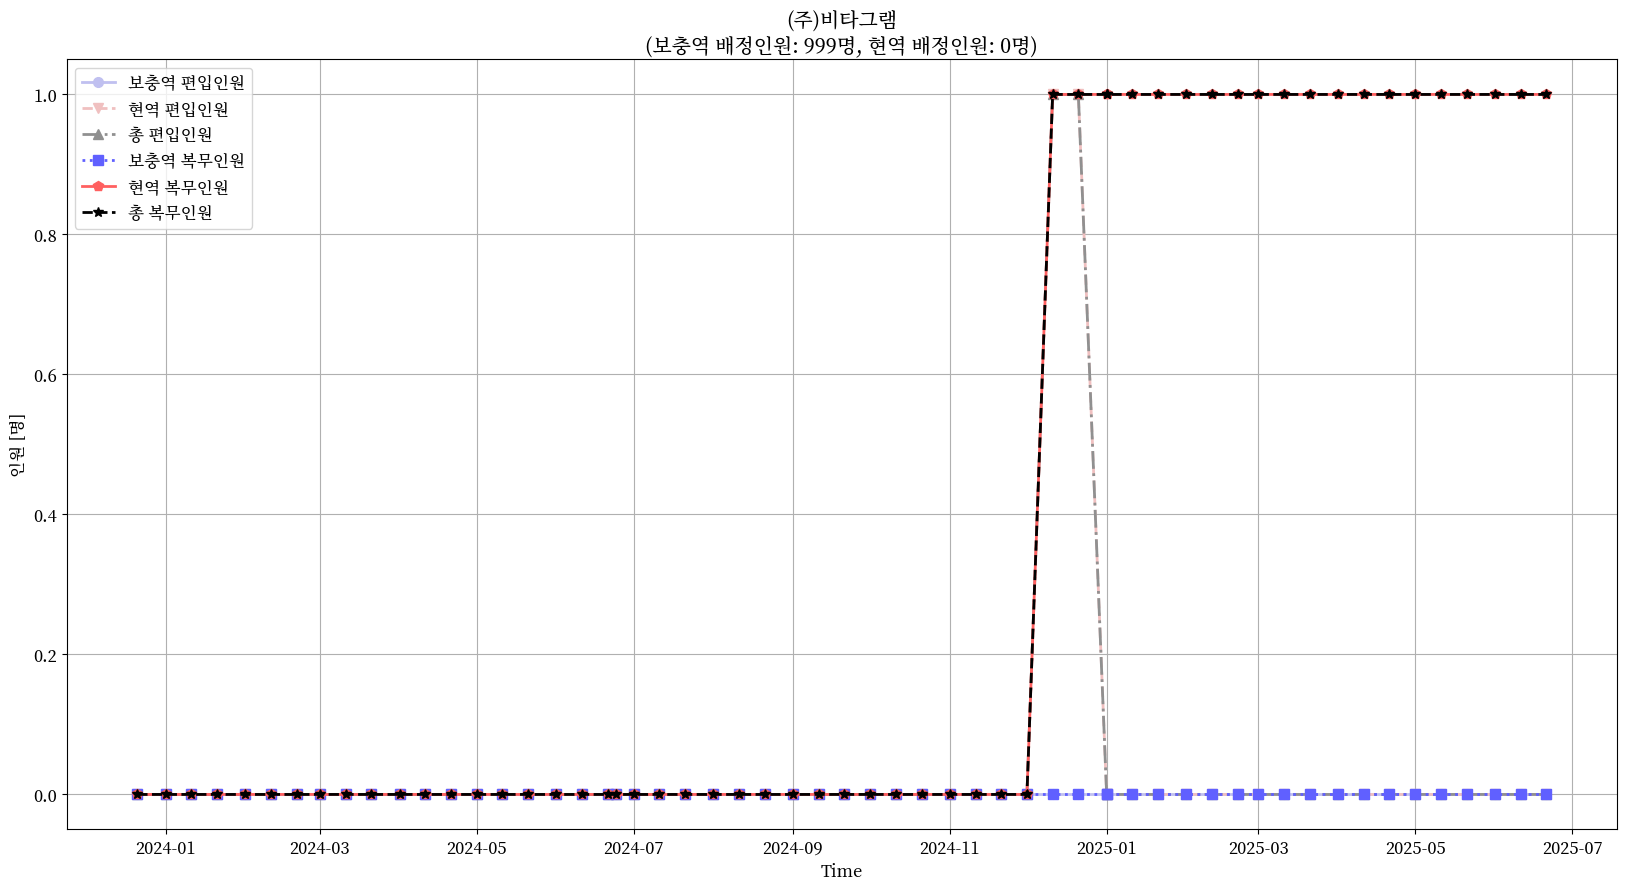 (주)비타그램
(보충역 배정인원: 999명, 현역 배정인원: 0명)
보충역 편입인원
현역 편입인원
총 편입인원
보충역 복무인원
현역 복무인원
총 복무인원
1.0
0.8
0.6
0.4
0.2
0.0
인원 [명]
2024-01
2024-03
2024-05
2024-07
2024-09
2024-11
2025-01
2025-03
2025-05
2025-07
Time